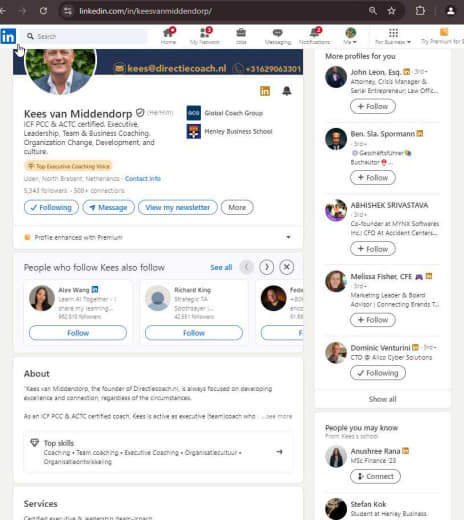 linkedin.com/in/keesvanmiddendorp/
in
Search
Home
My Network
Jobs
Messaging
Notifications
Me
For Business
Try Premium for $
kees@directiecoach.nl
+31629063301
Kees van Middendorp (He/Him)
ICF PCC & ACTC certified. Executive,
Leadership, Team & Business Coaching.
Organization Change, Development, and
culture.
Top Executive Coaching Voice
Uden, North Brabant, Netherlands · Contact info
5,343 followers · 500+ connections
GCG Global Coach Group
Henley Business School
Following
Message
View my newsletter
More
Profile enhanced with Premium
People who follow Kees also follow
See all
Alex Wang
Learn AI Together - I
share my learning...
Follow
Richard King
Strategic TA
Soothsayer |...
42,551 followers
Follow
Feda
Fo
About
"Kees van Middendorp, the founder of Directiecoach.nl, is always focused on developing
excellence and connection, regardless of the circumstances.
As an ICF PCC & ACTC certified coach, Kees is active as executive (team)coach who ...see more
Top skills
Coaching • Team coaching • Executive Coaching • Organisatiecultuur •
Organisatieontwikkeling
Services
Certified executive & leadership (team-)coach
More profiles for you
John Leon, Esq. · 3rd+
Attorney, Crisis Manager &
Serial Entrepreneur; Law Offic...
Follow
Ben. Sla. Spormann
· 3rd+
Geschäftsführer
Buchautor ...
Follow
ABHISHEK SRIVASTAVA
· 3rd+
Co-founder at MYNX Softwares
Inc.; CFO At Accident Centers...
Follow
Melissa Fisher, CFE
· 3rd+
Marketing Leader & Board
Advisor | Connecting Brands T...
Follow
Dominic Venturini · 3rd+
CTO @ Alico Cyber Solutions
Following
Show all
People you may know
From Kees's school
Anushree Rana
MSc Finance '23
Connect
Stefan Kok
Student at Henley Business